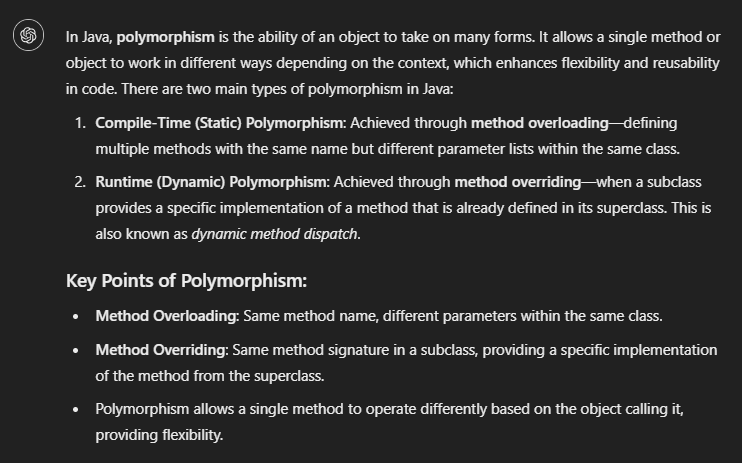 In Java, polymorphism is the ability of an object to take on many forms. It allows a single method or
object to work in different ways depending on the context, which enhances flexibility and reusability
in code. There are two main types of polymorphism in Java:
1. Compile-Time (Static) Polymorphism: Achieved through method overloading—defining
multiple methods with the same name but different parameter lists within the same class.
2. Runtime (Dynamic) Polymorphism: Achieved through method overriding—when a subclass
provides a specific implementation of a method that is already defined in its superclass. This is
also known as dynamic method dispatch.
Key Points of Polymorphism:
• Method Overloading: Same method name, different parameters within the same class.
• Method Overriding: Same method signature in a subclass, providing a specific implementation
of the method from the superclass.
• Polymorphism allows a single method to operate differently based on the object calling it,
providing flexibility.